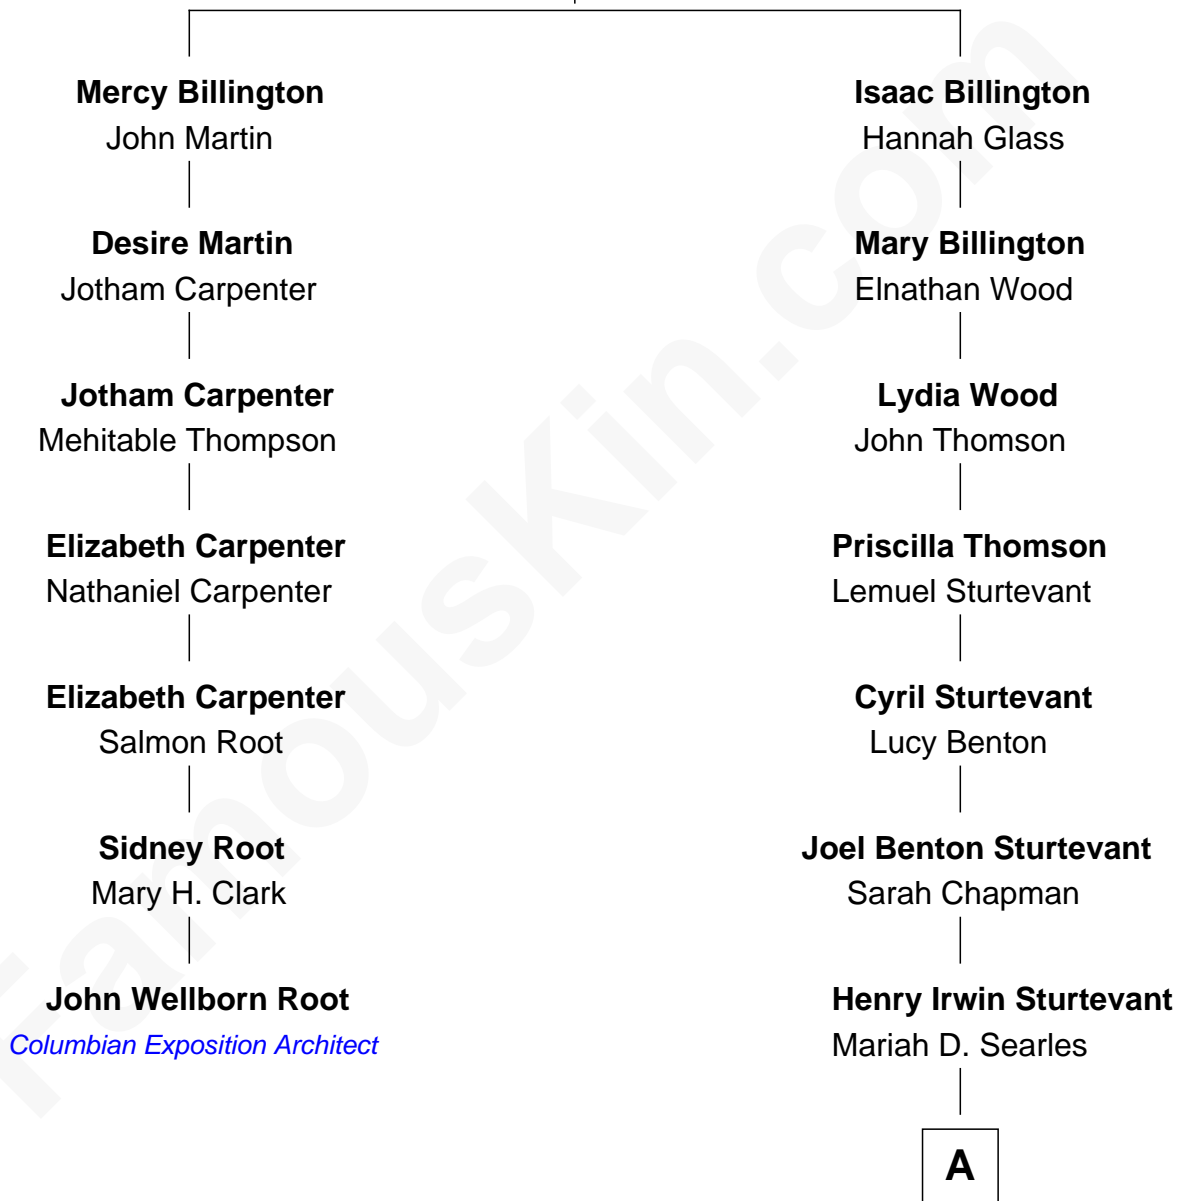 Mercy Billington
John Martin
Desire Martin
Jotham Carpenter
Jotham Carpenter
Mehitable Thompson
Elizabeth Carpenter
Nathaniel Carpenter
Elizabeth Carpenter
Salmon Root
Sidney Root
Mary H. Clark
John Wellborn Root
Columbian Exposition Architect
Isaac Billington
Hannah Glass
Mary Billington
Elnathan Wood
Lydia Wood
John Thomson
Priscilla Thomson
Lemuel Sturtevant
Cyril Sturtevant
Lucy Benton
Joel Benton Sturtevant
Sarah Chapman
Henry Irwin Sturtevant
Mariah D. Searles
A
FamousKin.com